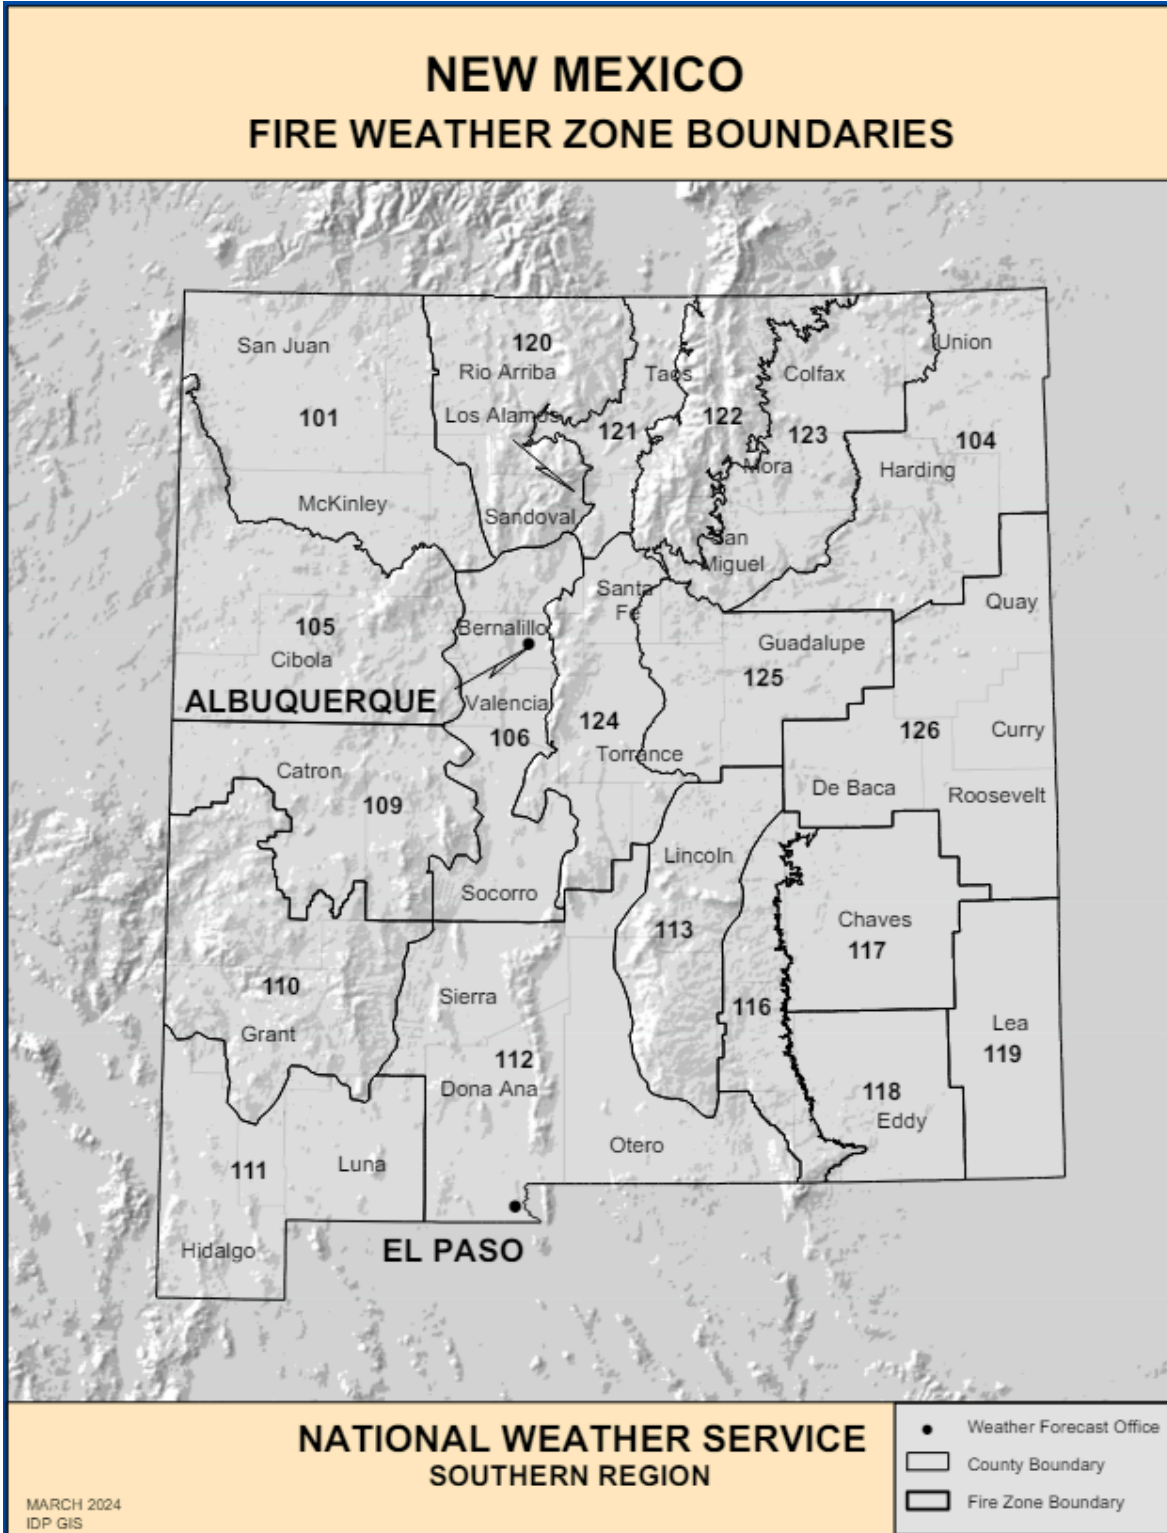 NEW MEXICO
FIRE WEATHER ZONE BOUNDARIES
San Juan
120
Union
Rio Arriba
Taos
Colfax
101
Los Alamos
122
121
123
104
Mora
Harding
McKinley
Sandoval
San
Miguel
Santa
Fe
Quay
105
Bernalillo
Guadalupe
Cibola
125
ALBUQUERQUE
Valencia
124
106
126
Curry
Torrance
Catron
De Baca
Roosevelt
109
Lincoln
Socorro
Chaves
113
117
110
Sierra
116
Grant
Lea
112
119
Dona Ana
118
Eddy
Otero
111
Luna
Hidalgo
EL PASO
NATIONAL WEATHER SERVICE
SOUTHERN REGION
MARCH 2024
IDP GIS
Weather Forecast Office
County Boundary
Fire Zone Boundary